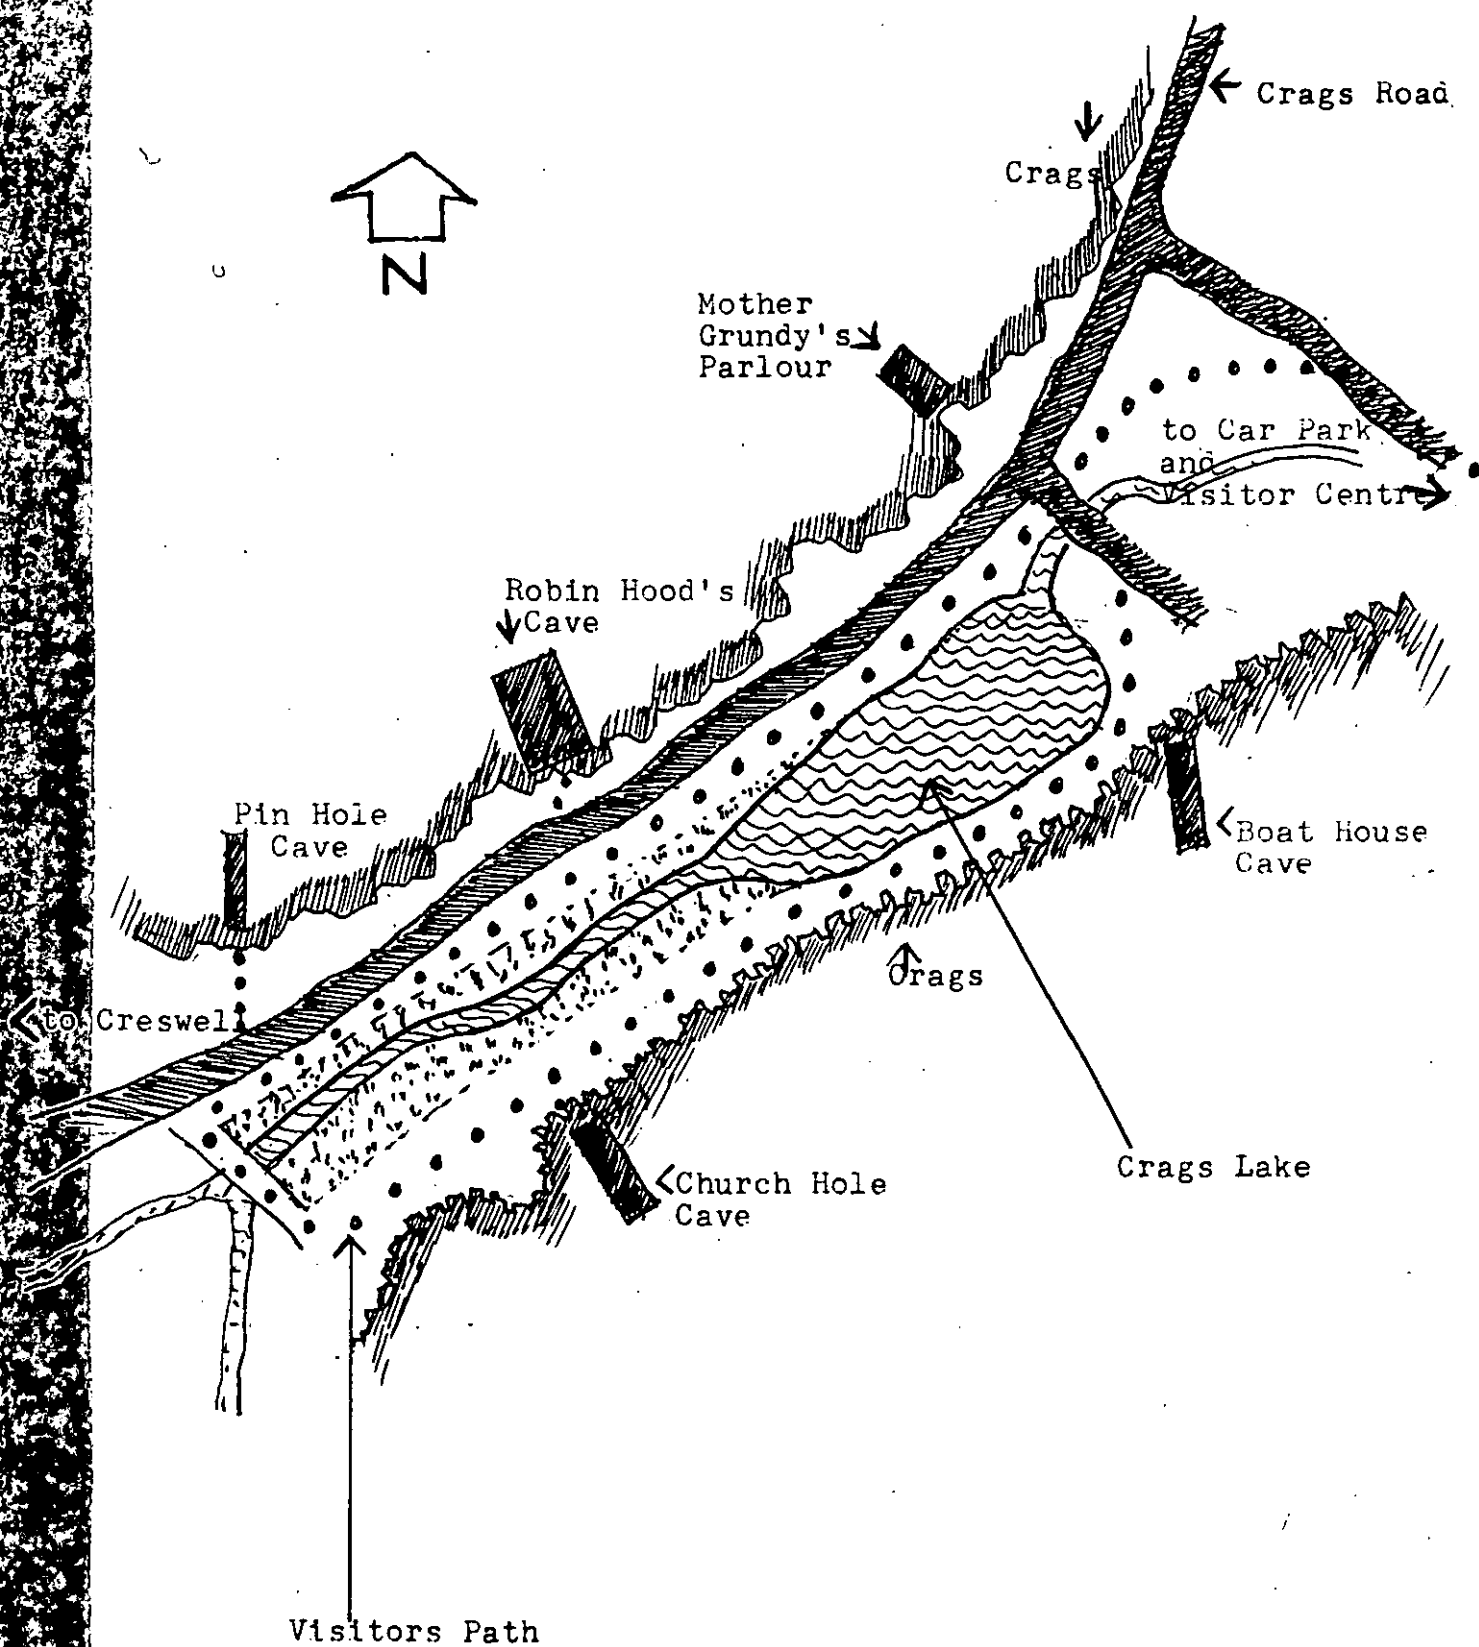 Crags Road
Crags
N
Mother
Grundy's
Parlour
to Car Park
and
Visitor Centre
Robin Hood's
Cave
Pin Hole
Cave
Boat House
Cave
Crags
to Creswell
Crags Lake
Church Hole
Cave
Visitors Path